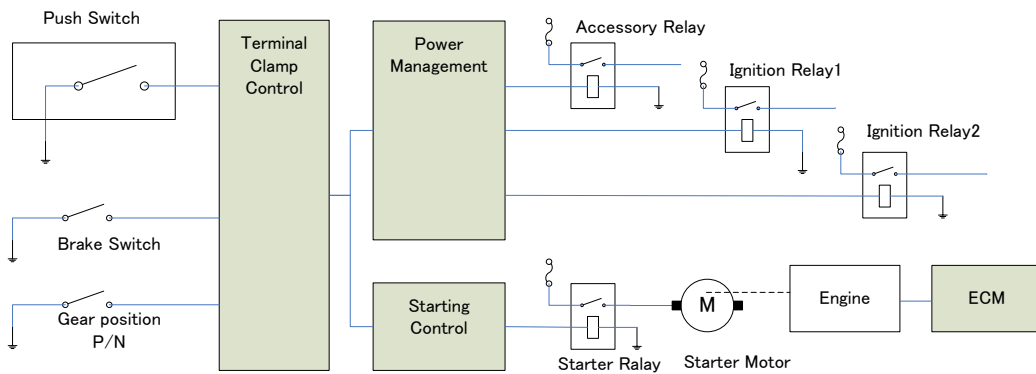 Push Switch
Terminal
Clamp
Control
Power
Management
Accessory Relay
Ignition Relay1
Ignition Relay2
Brake Switch
Gear position
P/N
Starting
Control
Starter Ralay
M
Starter Motor
Engine
ECM